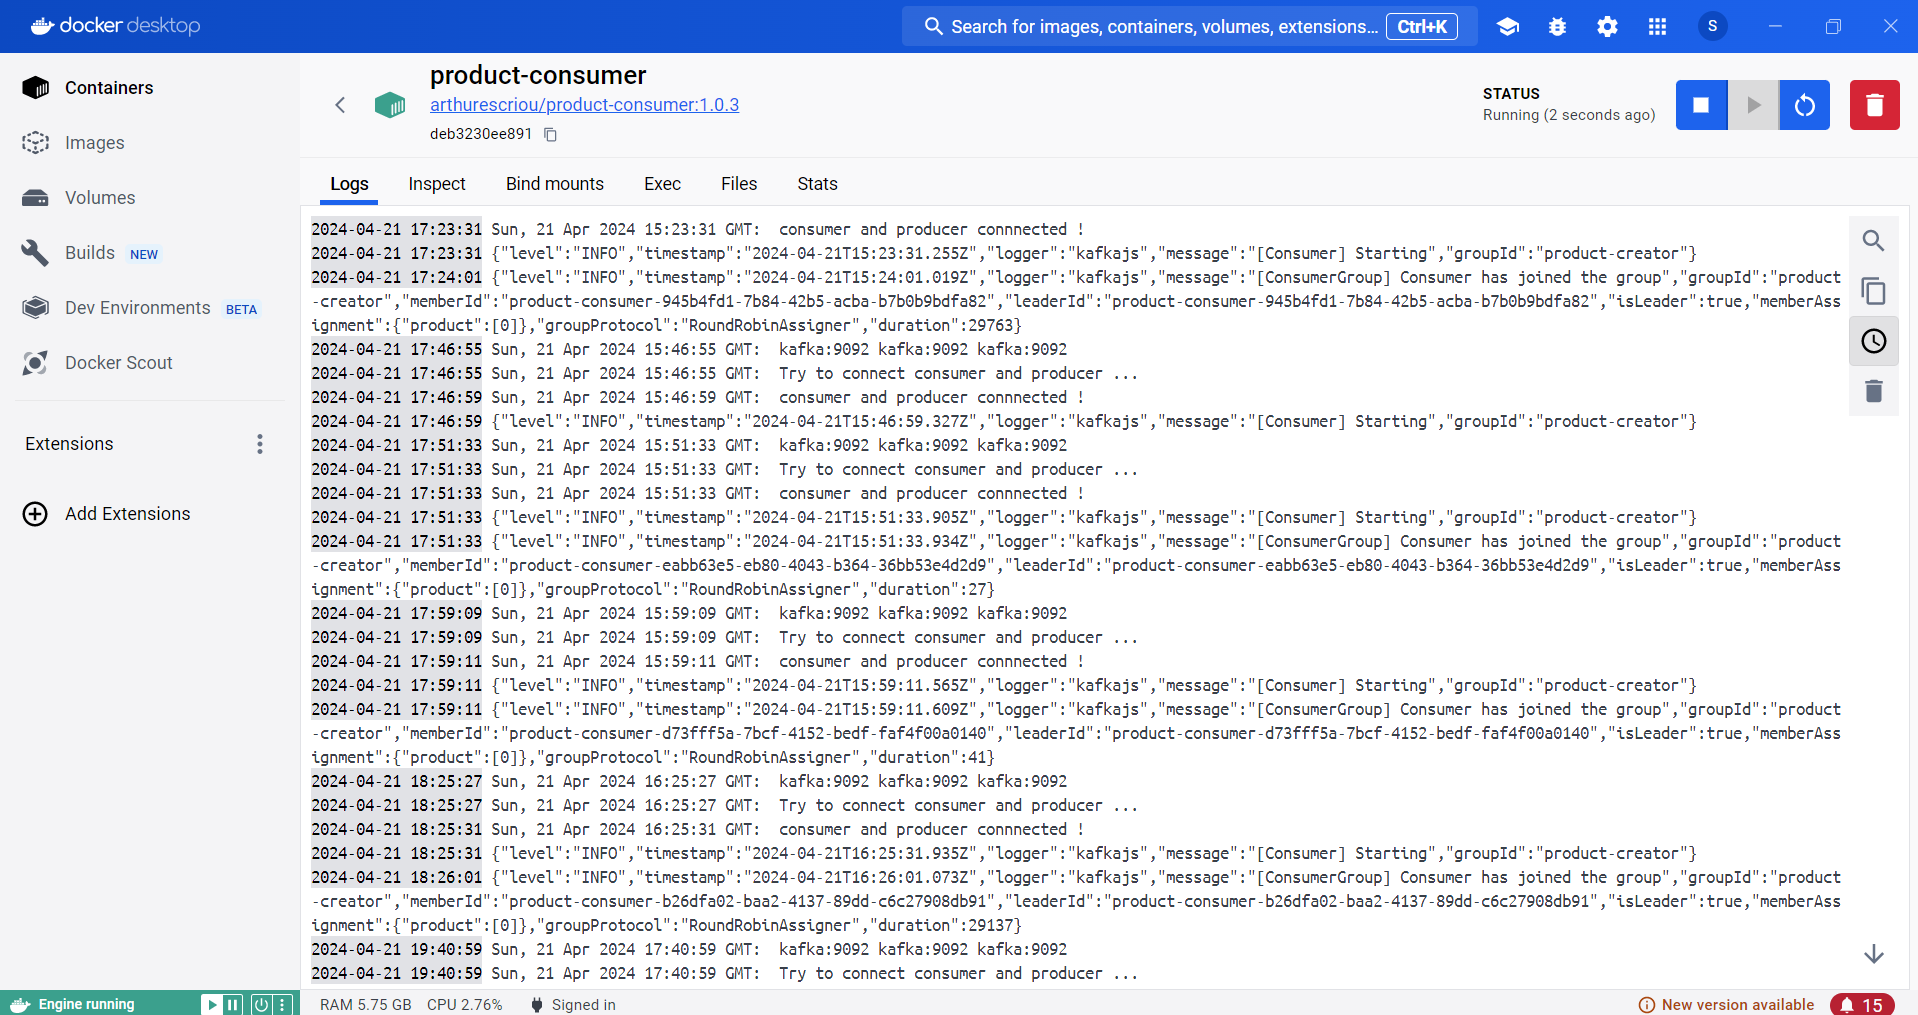 docker desktop
Search for images, containers, volumes, extensions... Ctrl+K
S
Containers
Images
Volumes
Builds NEW
Dev Environments BETA
Docker Scout
Extensions
Add Extensions
product-consumer
arthurescriou/product-consumer:1.0.3
deb3230ee891
STATUS
Running (2 seconds ago)
Logs Inspect Bind mounts Exec Files Stats
2024-04-21 17:23:31 Sun, 21 Apr 2024 15:23:31 GMT: consumer and producer connnected !
2024-04-21 17:23:31 {"level":"INFO","timestamp":"2024-04-21T15:23:31.255Z","logger":"kafkajs","message":"[Consumer] Starting","groupId":"product-creator"}
2024-04-21 17:24:01 {"level":"INFO","timestamp":"2024-04-21T15:24:01.019Z","logger":"kafkajs","message":"[ConsumerGroup] Consumer has joined the group","groupId":"product
-creator","memberId":"product-consumer-945b4fd1-7b84-42b5-acba-b7b0b9bdfa82","leaderId":"product-consumer-945b4fd1-7b84-42b5-acba-b7b0b9bdfa82","isLeader":true,"memberAss
ignment":{"product":[0]},"groupProtocol":"RoundRobinAssigner","duration":29763}
2024-04-21 17:46:55 Sun, 21 Apr 2024 15:46:55 GMT: kafka:9092 kafka:9092 kafka:9092
2024-04-21 17:46:55 Sun, 21 Apr 2024 15:46:55 GMT: Try to connect consumer and producer ...
2024-04-21 17:46:59 Sun, 21 Apr 2024 15:46:59 GMT: consumer and producer connnected !
2024-04-21 17:46:59 {"level":"INFO","timestamp":"2024-04-21T15:46:59.327Z","logger":"kafkajs","message":"[Consumer] Starting","groupId":"product-creator"}
2024-04-21 17:51:33 Sun, 21 Apr 2024 15:51:33 GMT: kafka:9092 kafka:9092 kafka:9092
2024-04-21 17:51:33 Sun, 21 Apr 2024 15:51:33 GMT: Try to connect consumer and producer ...
2024-04-21 17:51:33 Sun, 21 Apr 2024 15:51:33 GMT: consumer and producer connnected !
2024-04-21 17:51:33 {"level":"INFO","timestamp":"2024-04-21T15:51:33.905Z","logger":"kafkajs","message":"[Consumer] Starting","groupId":"product-creator"}
2024-04-21 17:51:33 {"level":"INFO","timestamp":"2024-04-21T15:51:33.934Z","logger":"kafkajs","message":"[ConsumerGroup] Consumer has joined the group","groupId":"product
-creator","memberId":"product-consumer-eabb63e5-eb80-4043-b364-36bb53e4d2d9","leaderId":"product-consumer-eabb63e5-eb80-4043-b364-36bb53e4d2d9","isLeader":true,"memberAss
ignment":{"product":[0]},"groupProtocol":"RoundRobinAssigner","duration":27}
2024-04-21 17:59:09 Sun, 21 Apr 2024 15:59:09 GMT: kafka:9092 kafka:9092 kafka:9092
2024-04-21 17:59:09 Sun, 21 Apr 2024 15:59:09 GMT: Try to connect consumer and producer ...
2024-04-21 17:59:11 Sun, 21 Apr 2024 15:59:11 GMT: consumer and producer connnected !
2024-04-21 17:59:11 {"level":"INFO","timestamp":"2024-04-21T15:59:11.565Z","logger":"kafkajs","message":"[Consumer] Starting","groupId":"product-creator"}
2024-04-21 17:59:11 {"level":"INFO","timestamp":"2024-04-21T15:59:11.609Z","logger":"kafkajs","message":"[ConsumerGroup] Consumer has joined the group","groupId":"product
-creator","memberId":"product-consumer-d73fff5a-7bcf-4152-bedf-faf4f00a0140","leaderId":"product-consumer-d73fff5a-7bcf-4152-bedf-faf4f00a0140","isLeader":true,"memberAss
ignment":{"product":[0]},"groupProtocol":"RoundRobinAssigner","duration":41}
2024-04-21 18:25:27 Sun, 21 Apr 2024 16:25:27 GMT: kafka:9092 kafka:9092 kafka:9092
2024-04-21 18:25:27 Sun, 21 Apr 2024 16:25:27 GMT: Try to connect consumer and producer ...
2024-04-21 18:25:31 Sun, 21 Apr 2024 16:25:31 GMT: consumer and producer connnected !
2024-04-21 18:25:31 {"level":"INFO","timestamp":"2024-04-21T16:25:31.935Z","logger":"kafkajs","message":"[Consumer] Starting","groupId":"product-creator"}
2024-04-21 18:26:01 {"level":"INFO","timestamp":"2024-04-21T16:26:01.073Z","logger":"kafkajs","message":"[ConsumerGroup] Consumer has joined the group","groupId":"product
-creator","memberId":"product-consumer-b26dfa02-baa2-4137-89dd-c6c27908db91","leaderId":"product-consumer-b26dfa02-baa2-4137-89dd-c6c27908db91","isLeader":true,"memberAss
ignment":{"product":[0]},"groupProtocol":"RoundRobinAssigner","duration":29137}
2024-04-21 19:40:59 Sun, 21 Apr 2024 17:40:59 GMT: kafka:9092 kafka:9092 kafka:9092
2024-04-21 19:40:59 Sun, 21 Apr 2024 17:40:59 GMT: Try to connect consumer and producer ...
Engine running RAM 5.75 GB CPU 2.76% Signed in New version available 15